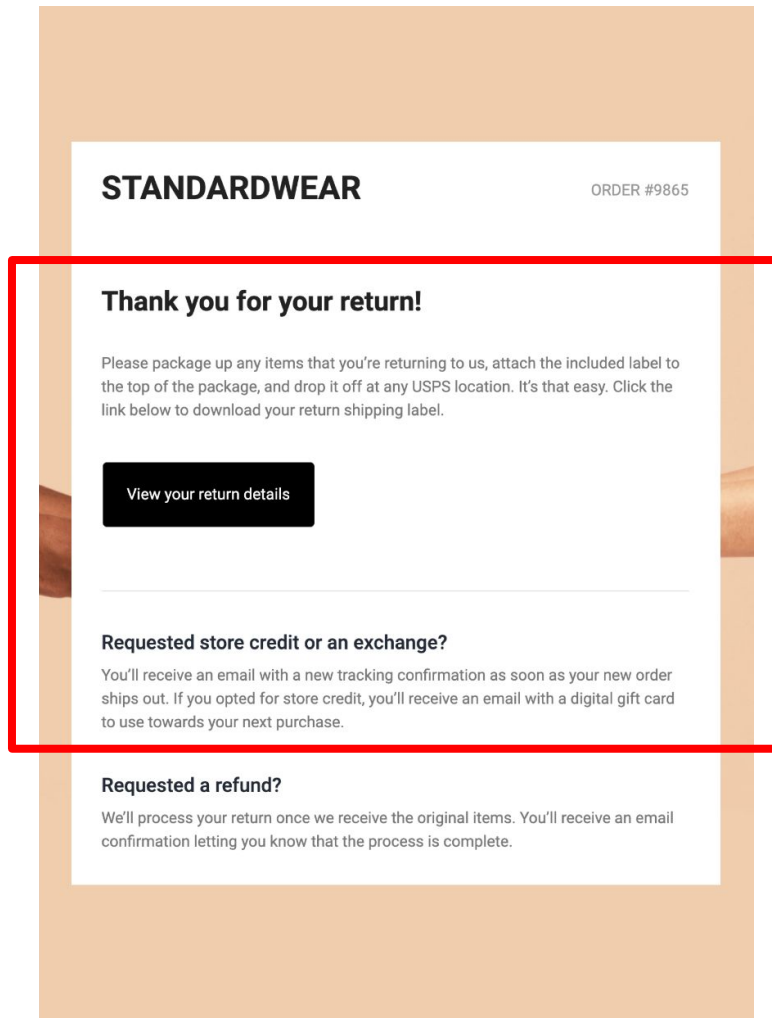 STANDARDWEAR
ORDER #9865
Thank you for your return!
Please package up any items that you’re returning to us, attach the included label to
the top of the package, and drop it off at any USPS location. It’s that easy. Click the
link below to download your return shipping label.
View your return details
Requested store credit or an exchange?
You’ll receive an email with a new tracking confirmation as soon as your new order
ships out. If you opted for store credit, you’ll receive an email with a digital gift card
to use towards your next purchase.
Requested a refund?
We’ll process your return once we receive the original items. You’ll receive an email
confirmation letting you know that the process is complete.